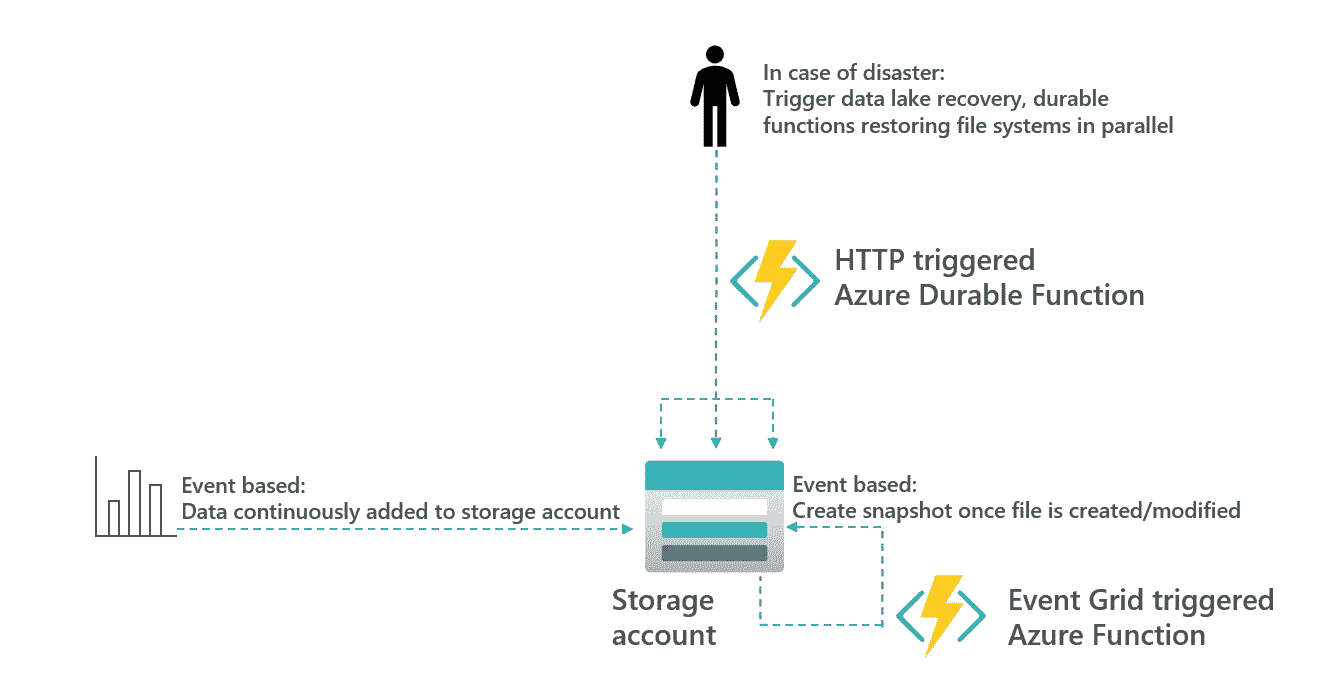 In case of disaster:
Trigger data lake recovery, durable
functions restoring file systems in parallel
HTTP triggered
Azure Durable Function
Event based:
Data continuously added to storage account
Event based:
Create snapshot once file is created/modified
Storage
account
Event Grid triggered
Azure Function